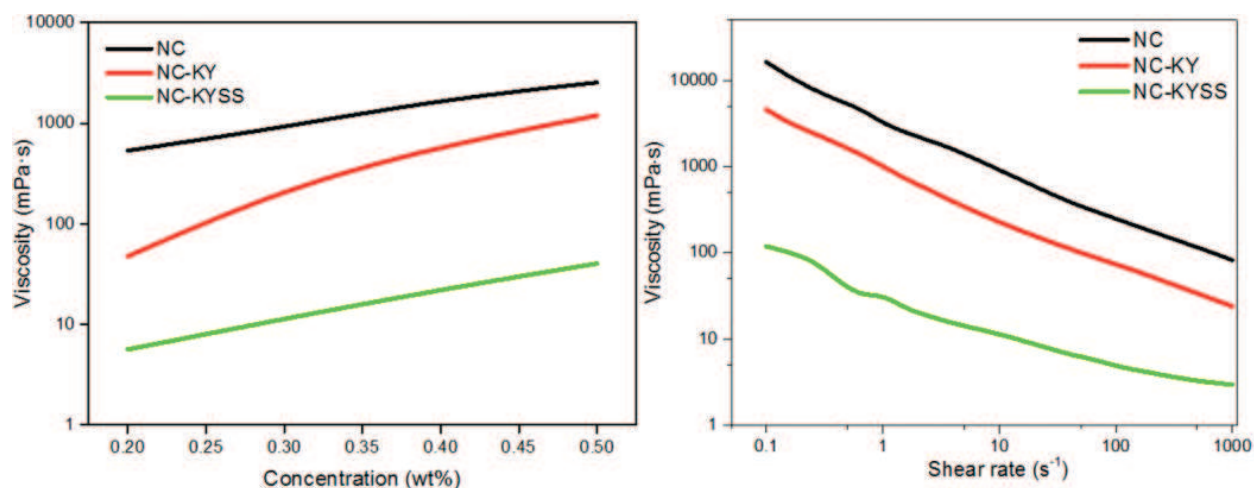 Viscosity (mPa·s)
10000
1000
100
10
1
NC
NC-KY
NC-KYSS
0.20 0.25 0.30 0.35 0.40 0.45 0.50
Concentration (wt%)
Viscosity (mPa·s)
10000
1000
100
10
1
NC
NC-KY
NC-KYSS
0.1 1 10 100 1000
Shear rate (s⁻¹)